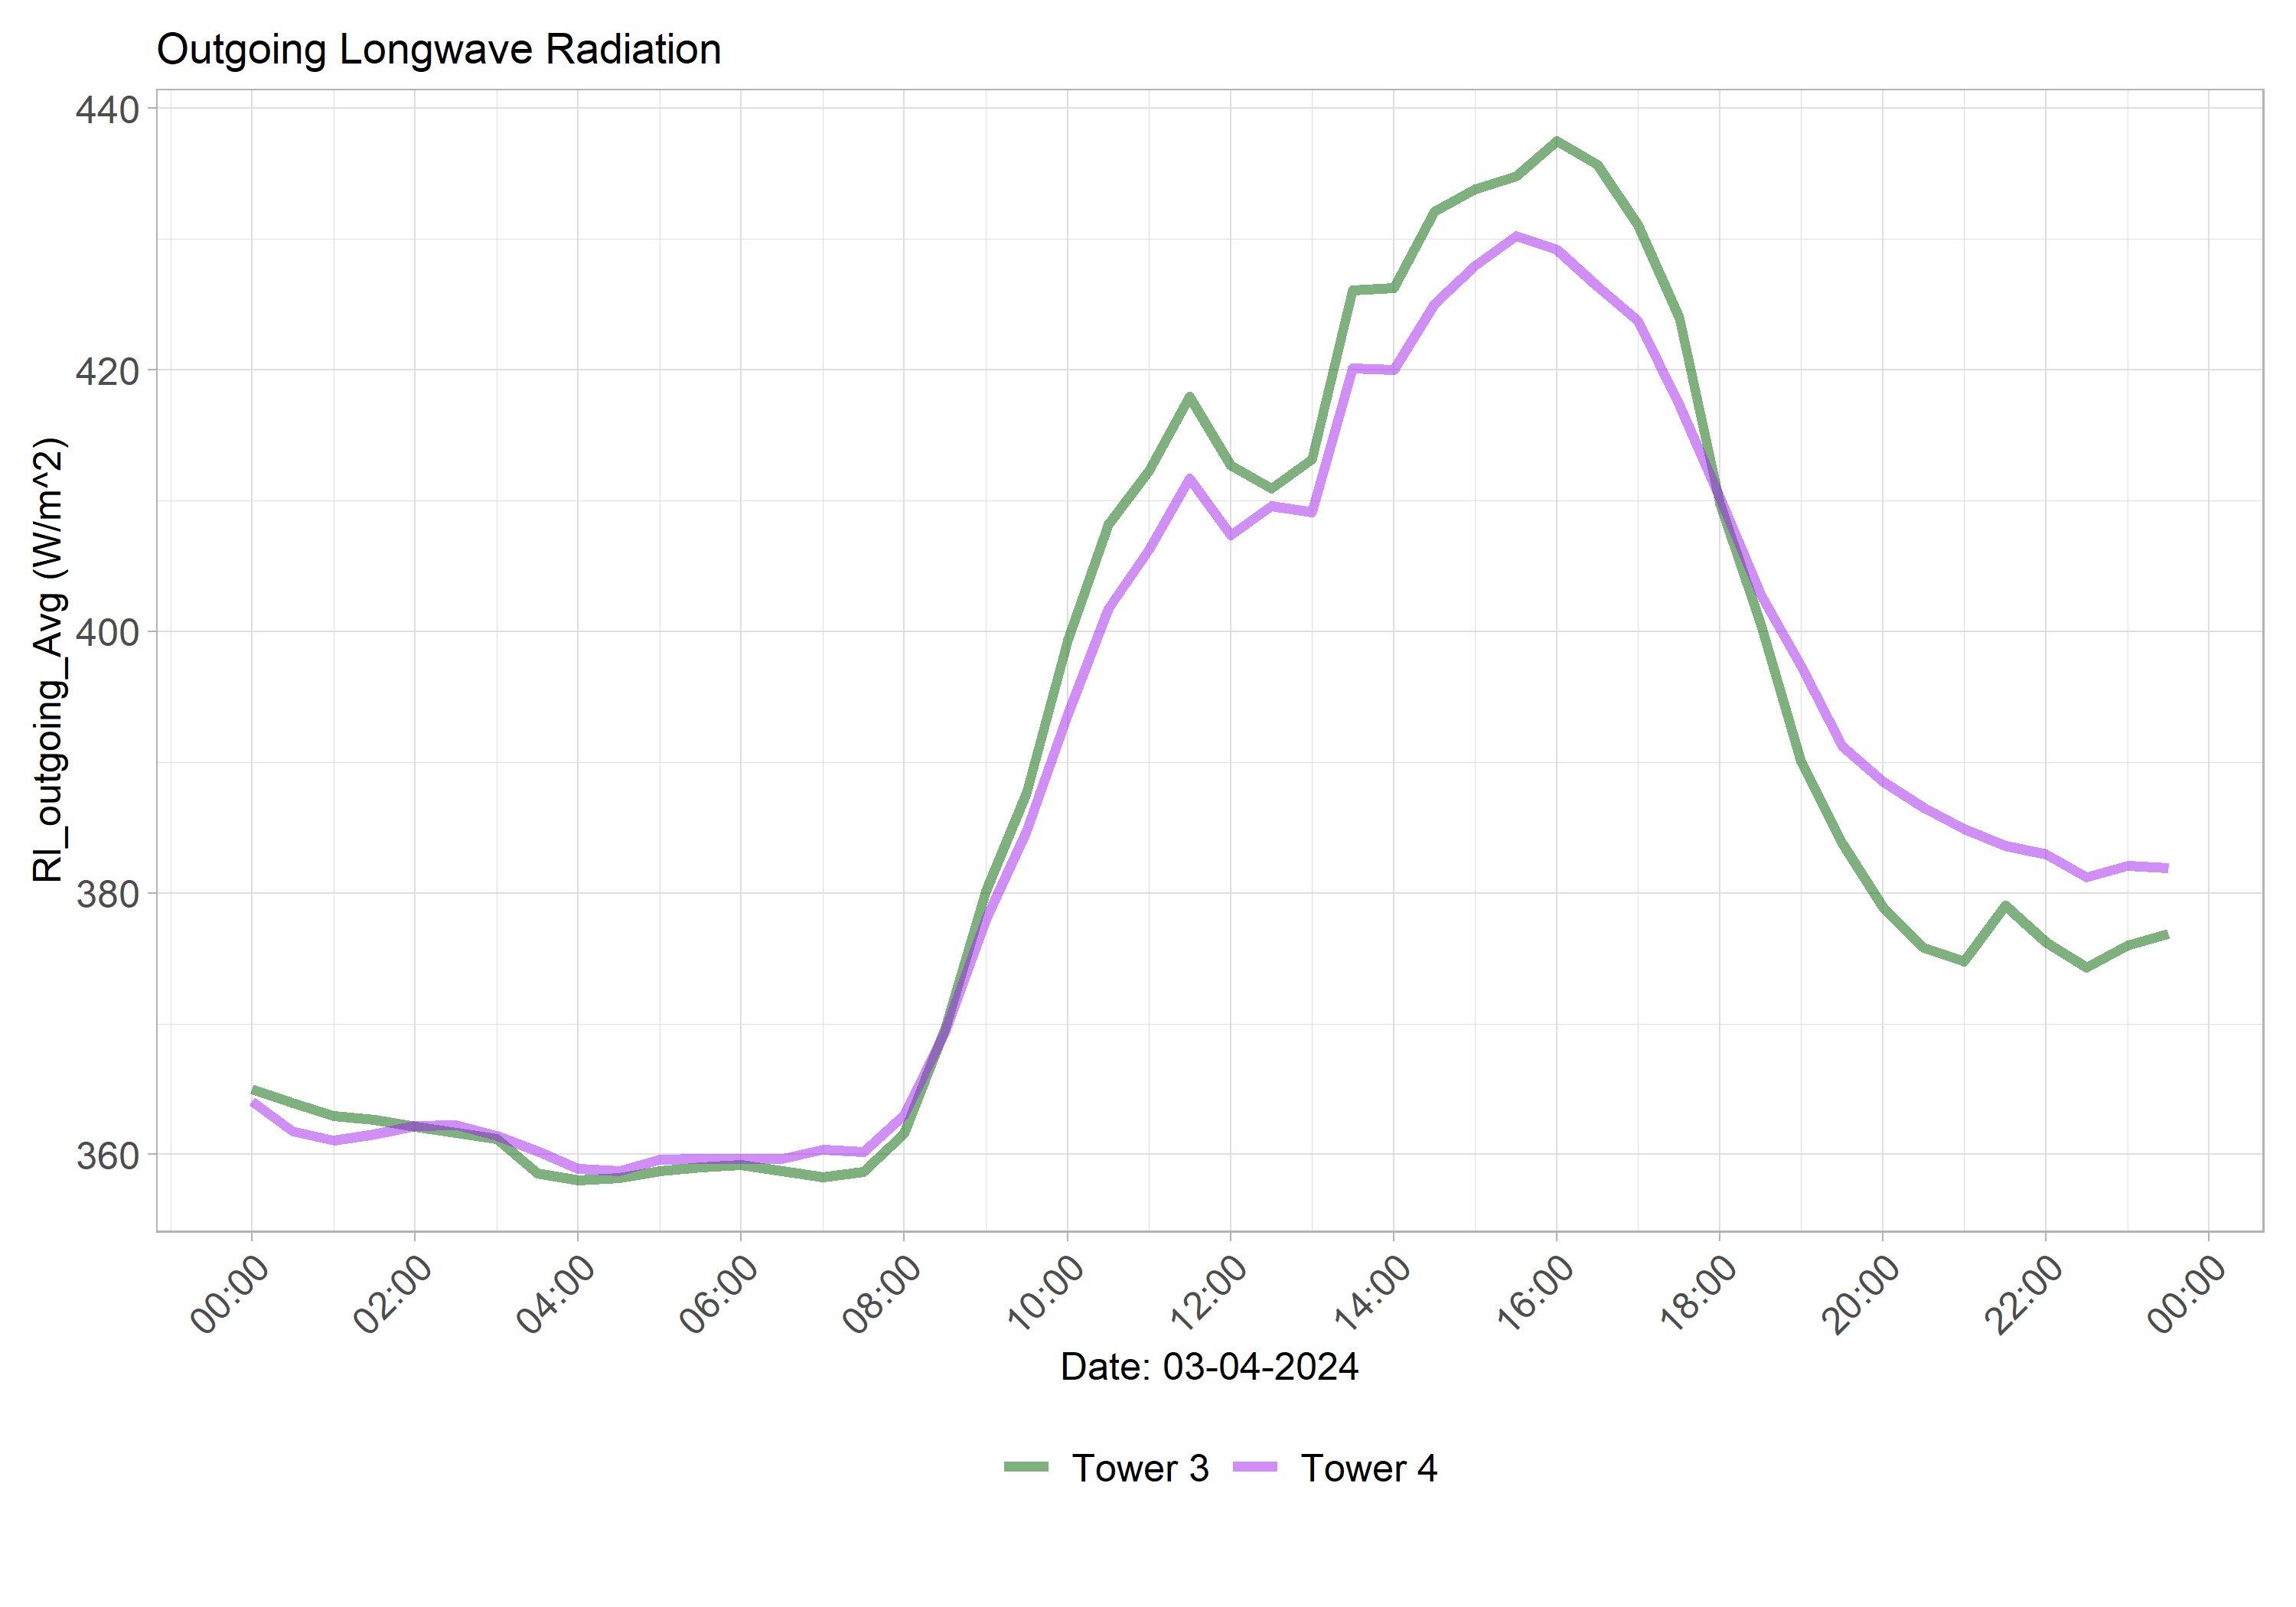 Outgoing Longwave Radiation
440
420
400
380
360
Rl_outgoing_Avg (W/m^2)
00:00 02:00 04:00 06:00 08:00 10:00 12:00 14:00 16:00 18:00 20:00 22:00 00:00
Date: 03-04-2024
Tower 3 Tower 4